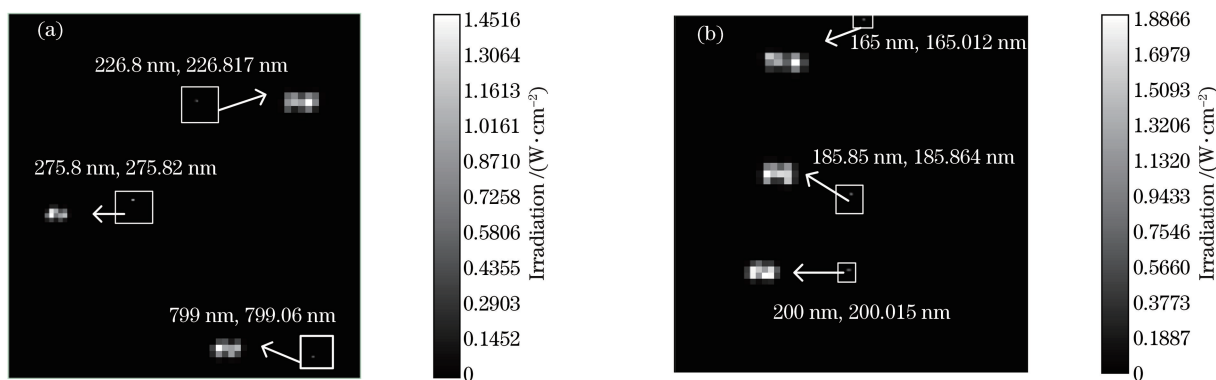 (a)
226.8 nm, 226.817 nm
275.8 nm, 275.82 nm
799 nm, 799.06 nm
1.4516
1.3064
1.1613
1.0161
0.8710
0.7258
0.5806
0.4355
0.2903
0.1452
0
Irradiation /(W·cm⁻²)
(b)
165 nm, 165.012 nm
185.85 nm, 185.864 nm
200 nm, 200.015 nm
1.8866
1.6979
1.5093
1.3206
1.1320
0.9433
0.7546
0.5660
0.3773
0.1887
0
Irradiation /(W·cm⁻²)